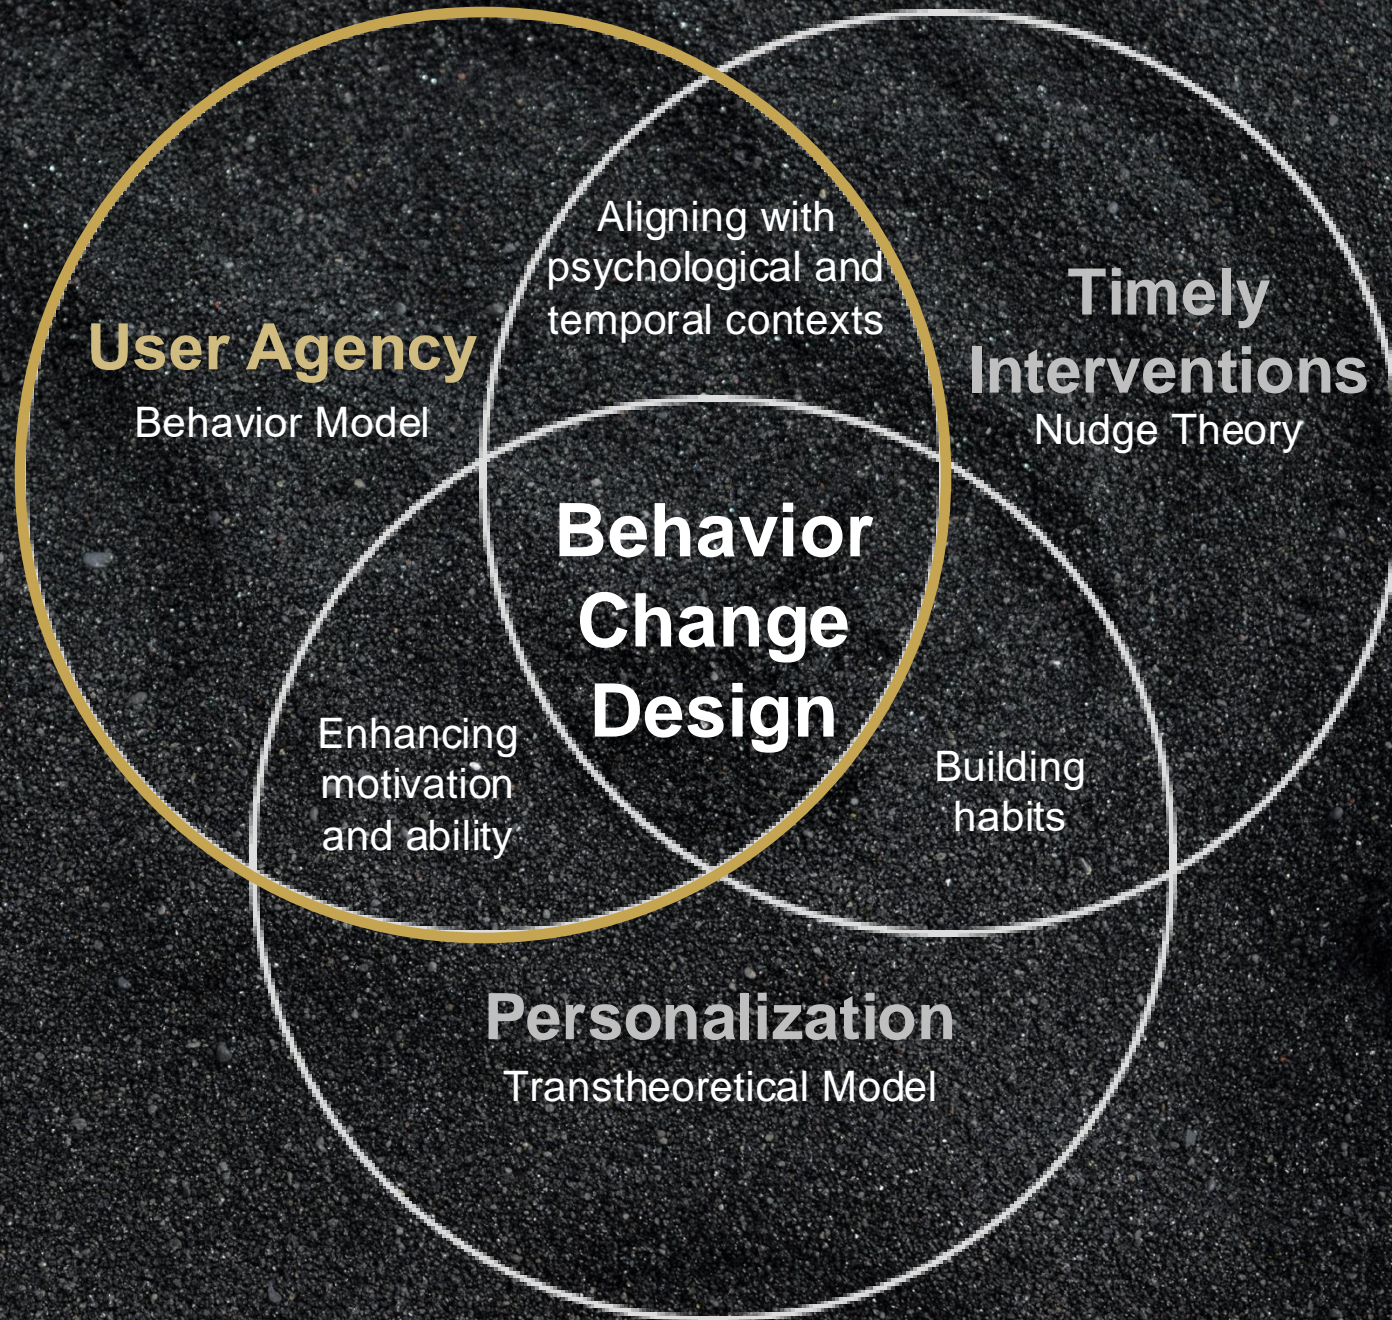 Aligning with
psychological and
temporal contexts
User Agency
Behavior Model
Timely
Interventions
Nudge Theory
Behavior
Change
Design
Enhancing
motivation
and ability
Building
habits
Personalization
Transtheoretical Model